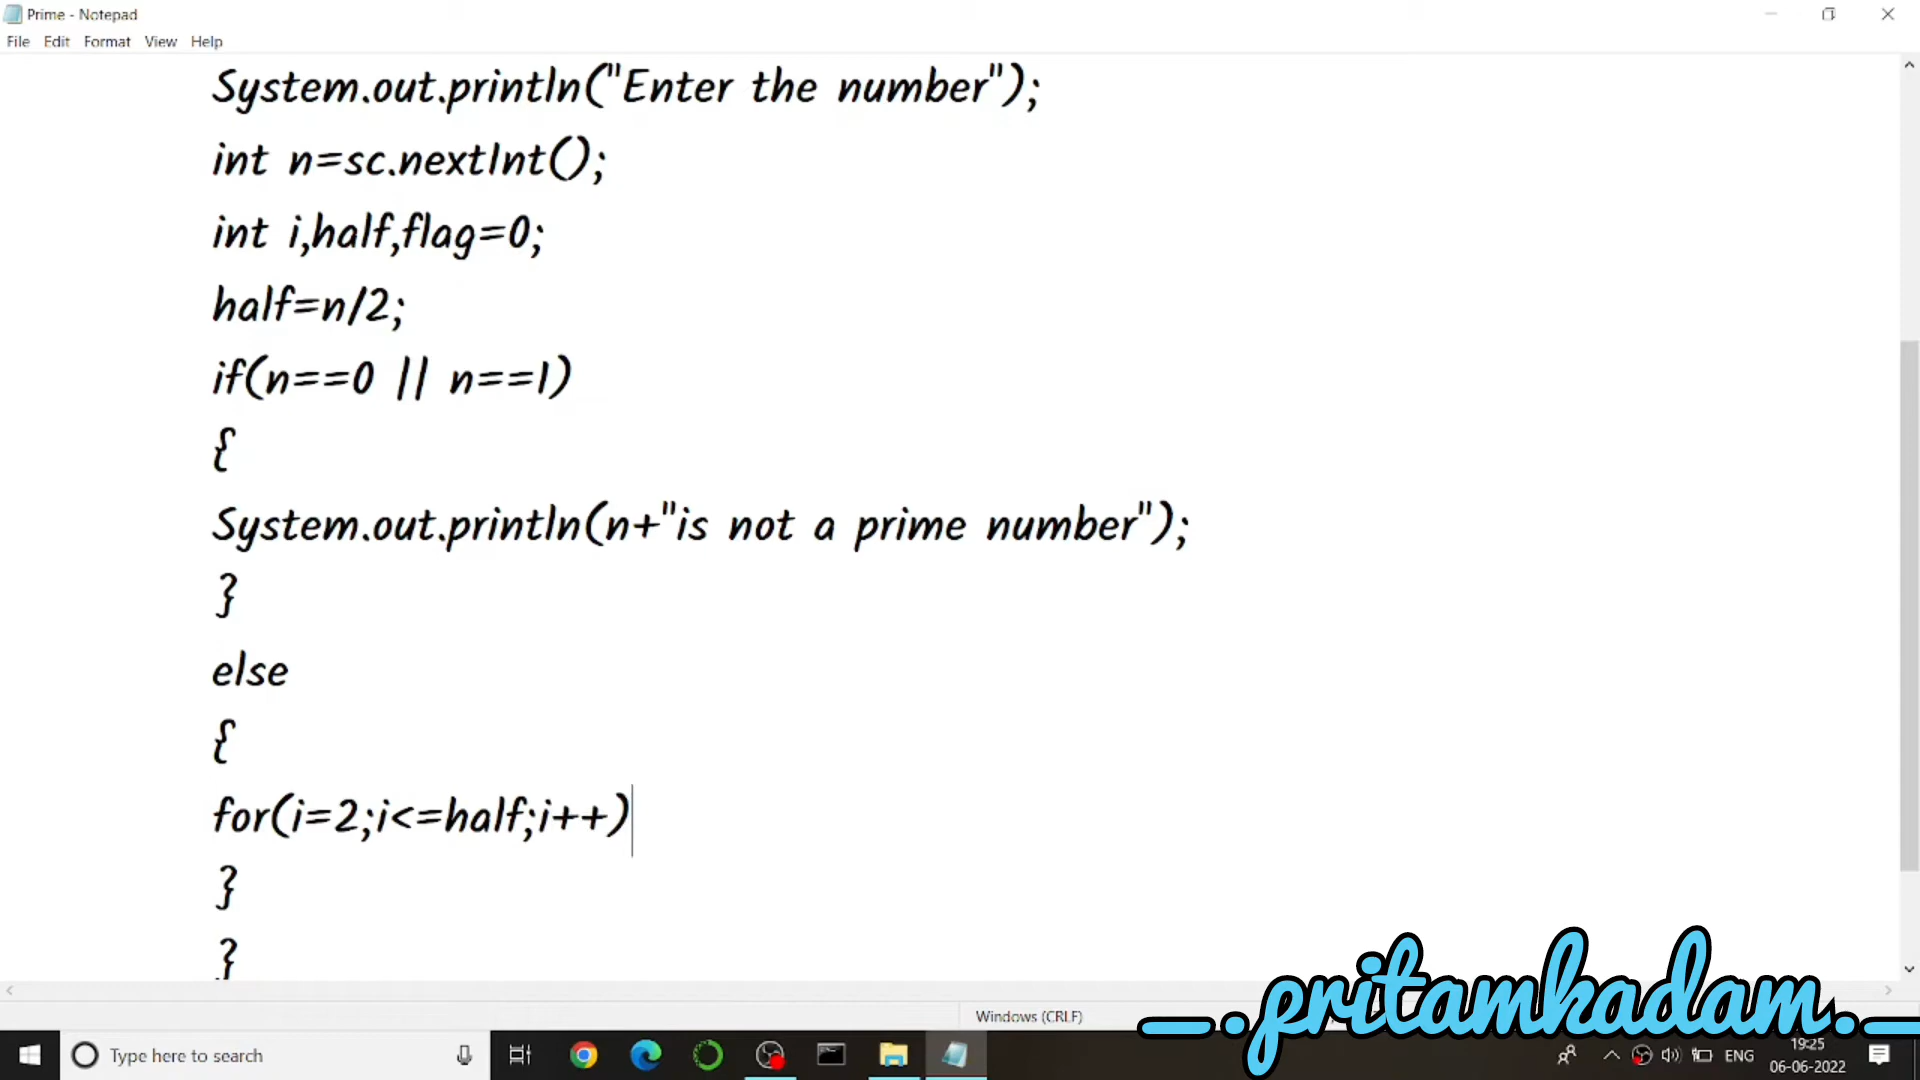 Prime - Notepad
File Edit Format View Help
System.out.println("Enter the number");
int n=sc.nextInt();
int i,half,flag=0;
half=n/2;
if(n==0 || n==1)
{
System.out.println(n+"is not a prime number");
}
else
{
for(i=2;i<=half;i++)
}
}
Windows (CRLF)
_.pritamkadam._
Type here to search
ENG
19:25
06-06-2022